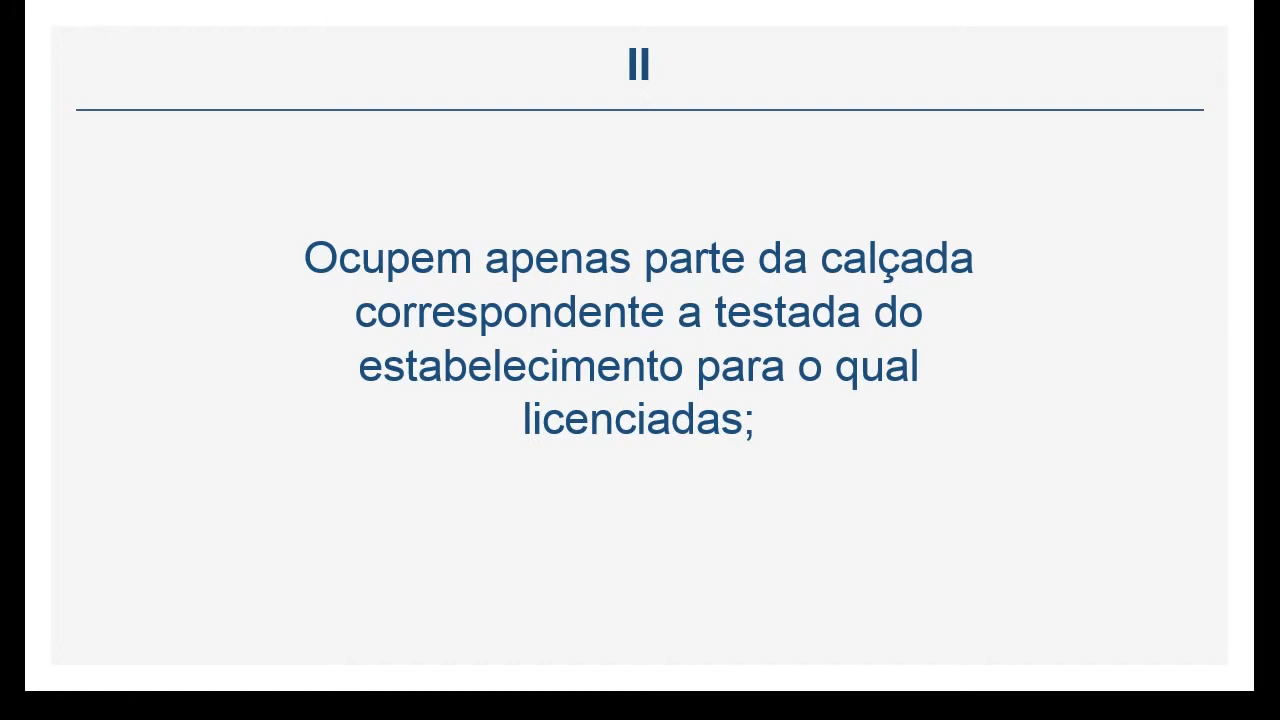 II
Ocupem apenas parte da calçada
correspondente a testada do
estabelecimento para o qual
licenciadas;